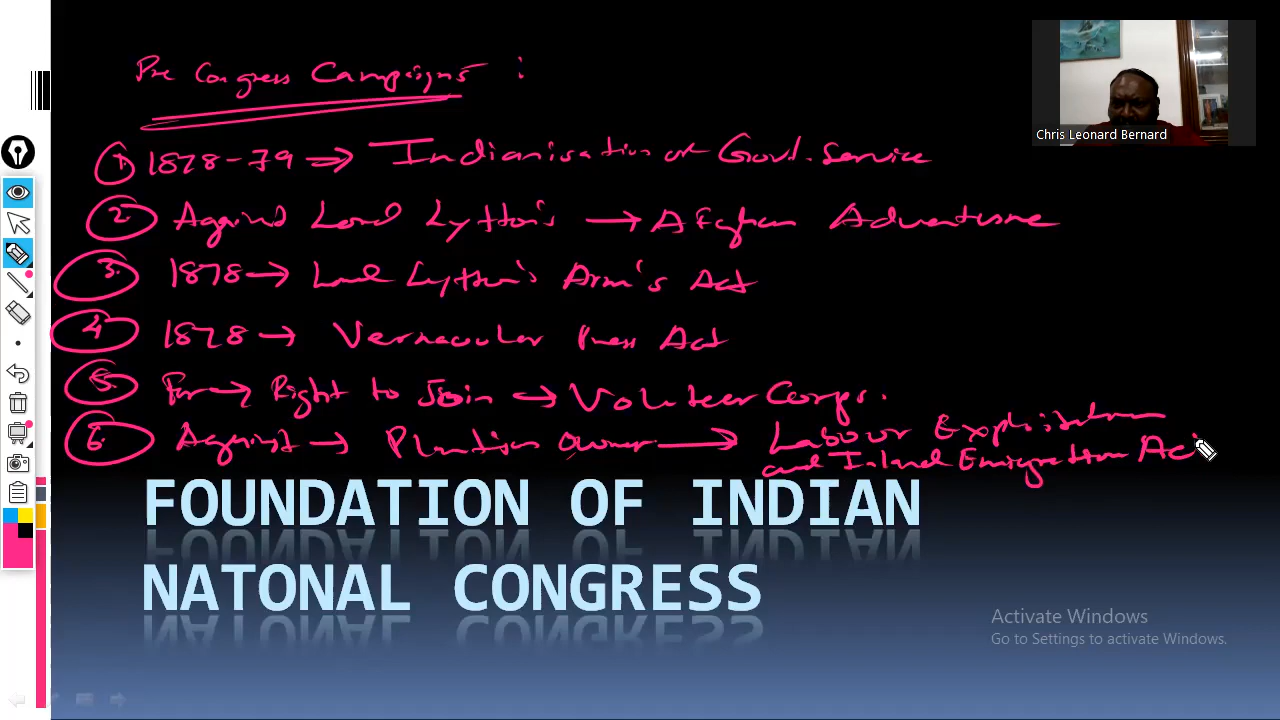 Pre Congress Campaigns :
Chris Leonard Bernard
1. 1878-79 → Indianisation of Govt. Service
2. Against Lord Lytton's → Afghan Adventure
3. 1878 → Lord Lytton's Arm's Act
4 1878 → Vernacular Press Act
5. For → Right to Join → Volunteer Corps.
6. Against → Plantation Owner → Labour Exploitation
and Inland Emigration Act
FOUNDATION OF INDIAN
NATONAL CONGRESS
Activate Windows
Go to Settings to activate Windows.